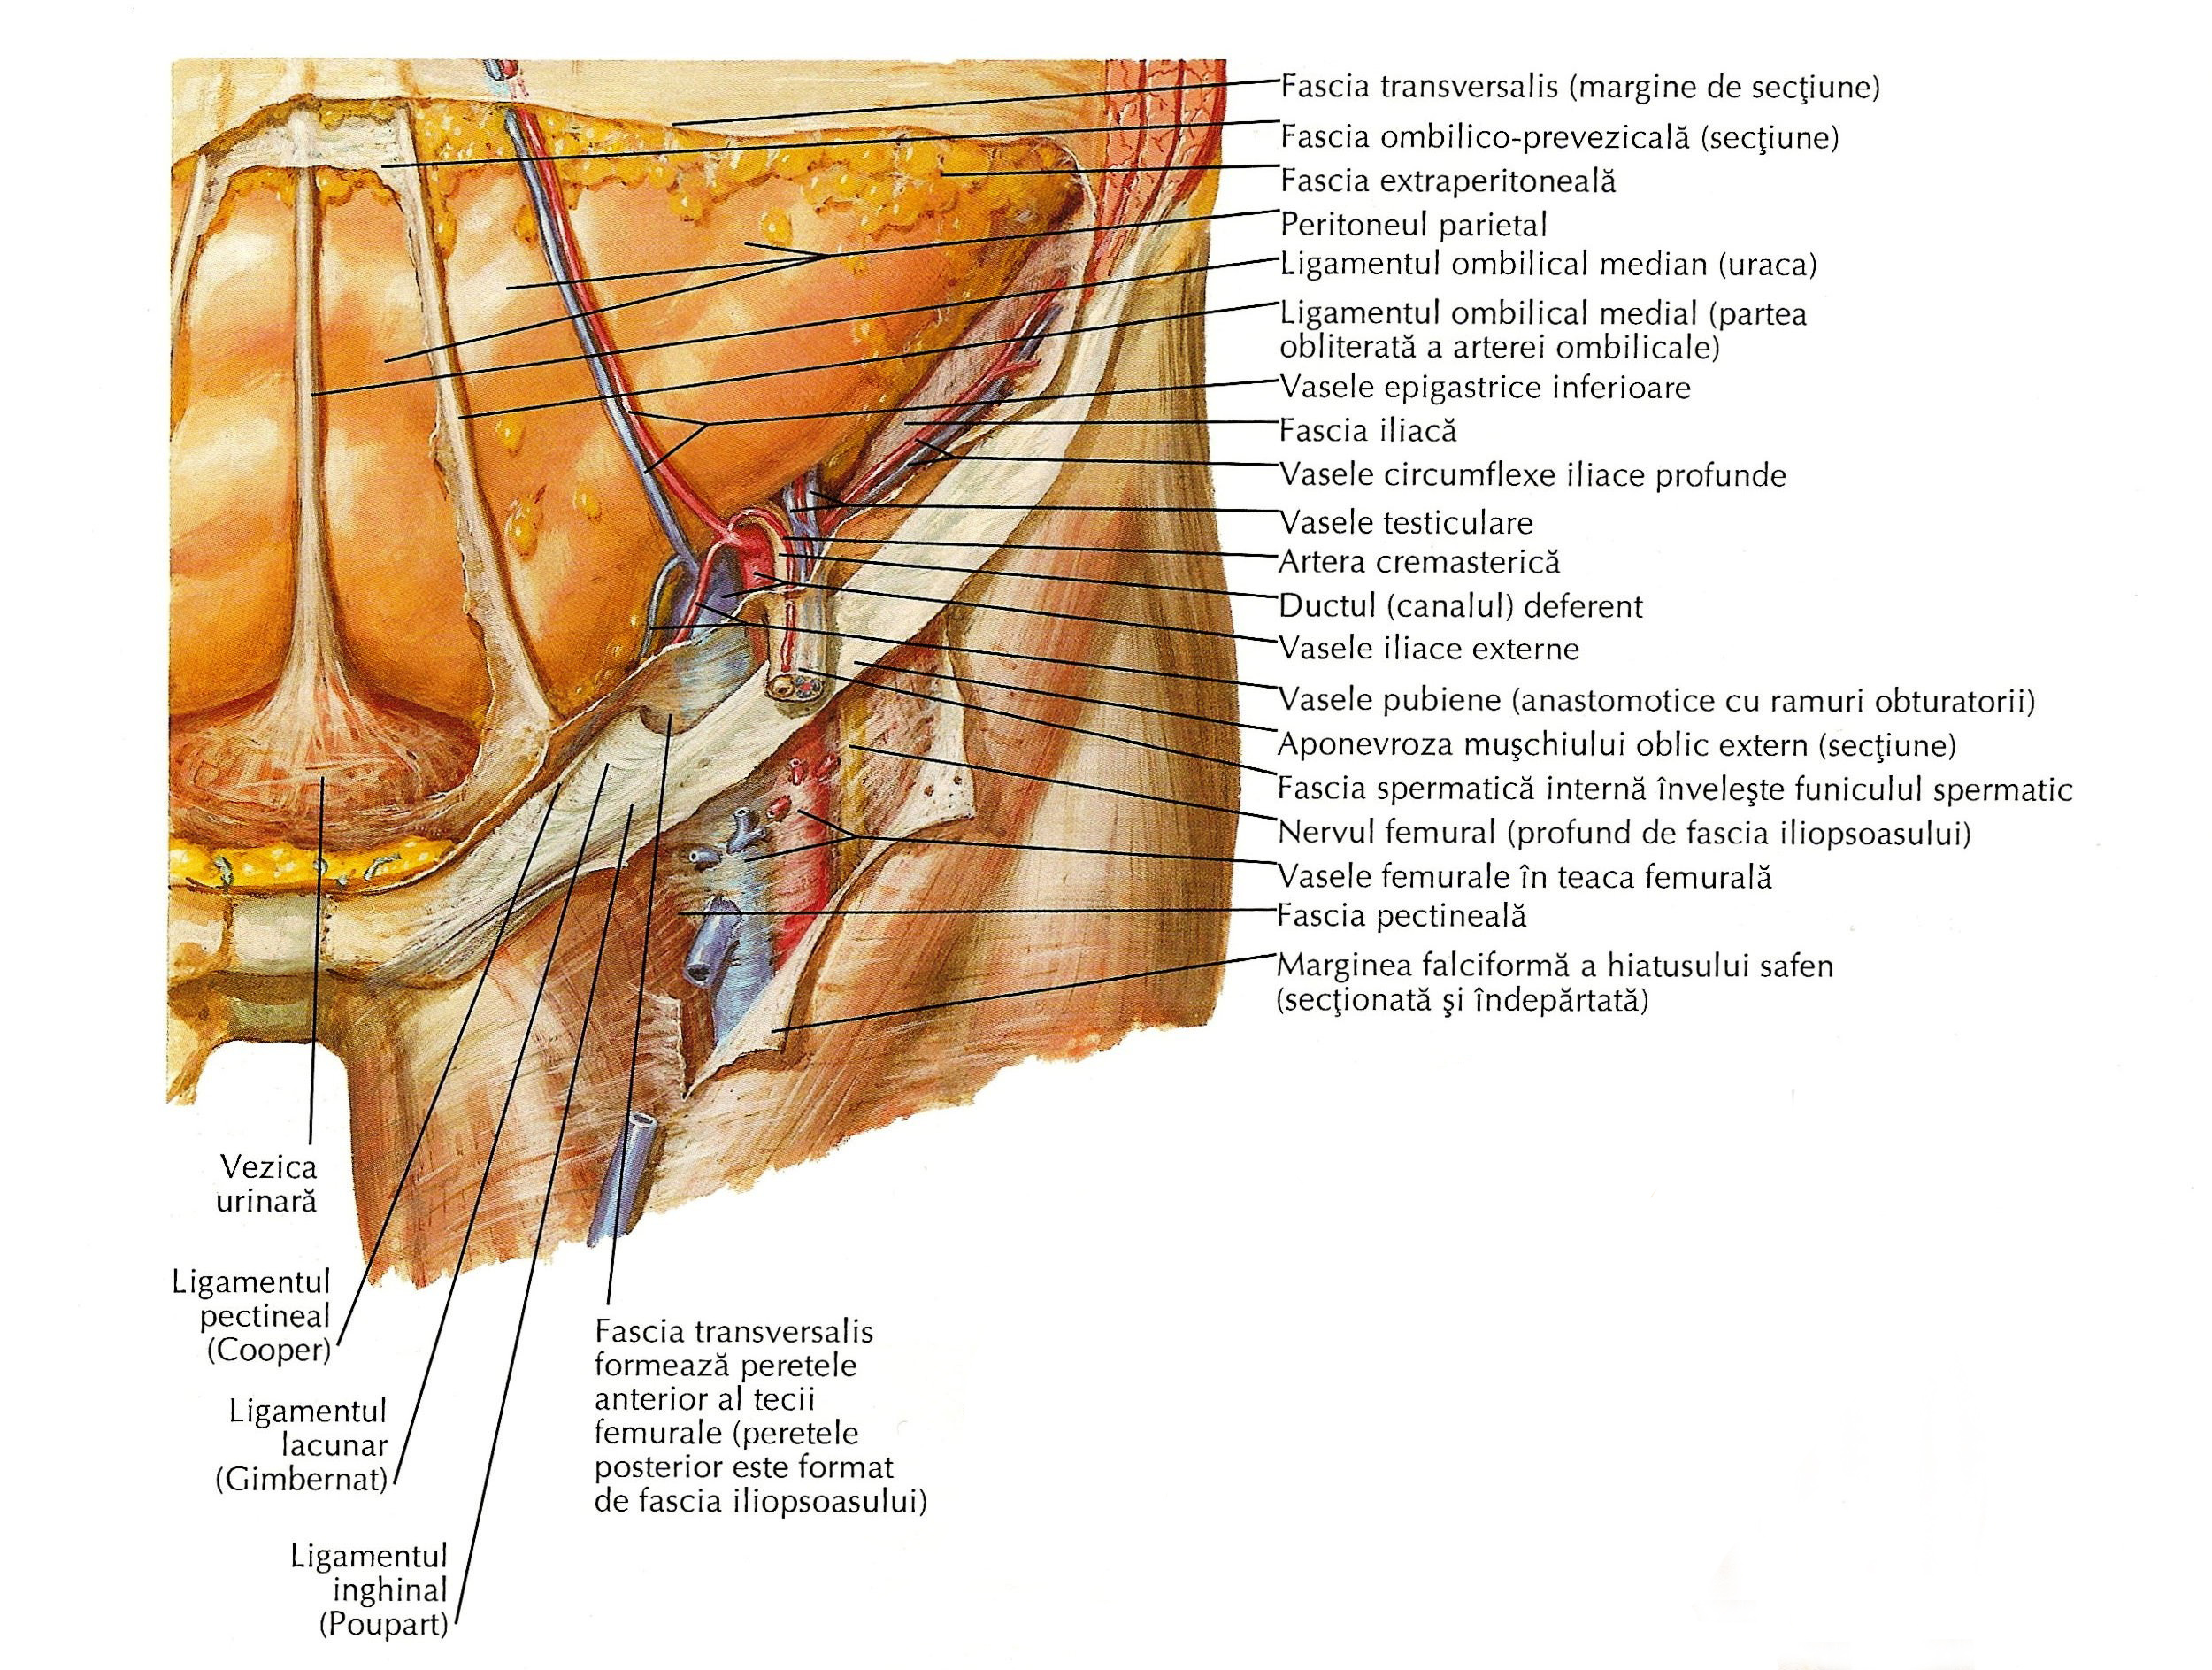 Fascia transversalis (margine de secţiune)
Fascia ombilico-prevezicală (secţiune)
Fascia extraperitoneală
Peritoneul parietal
Ligamentul ombilical median (uraca)
Ligamentul ombilical medial (partea
obliterată a arterei ombilicale)
Vasele epigastrice inferioare
Fascia iliacă
Vasele circumflexe iliace profunde
Vasele testiculare
Artera cremasterică
Ductul (canalul) deferent
Vasele iliace externe
Vasele pubiene (anastomotice cu ramuri obturatorii)
Aponevroza muşchiului oblic extern (secţiune)
Fascia spermatică internă înveleşte funiculul spermatic
Nervul femural (profund de fascia iliopsoasului)
Vasele femurale în teaca femurală
Fascia pectineală
Marginea falciformă a hiatusului safen
(secţionată şi îndepărtată)
Vezica
urinară
Ligamentul
pectineal
(Cooper)
Ligamentul
lacunar
(Gimbernat)
Ligamentul
inghinal
(Poupart)
Fascia transversalis
formează peretele
anterior al tecii
femurale (peretele
posterior este format
de fascia iliopsoasului)